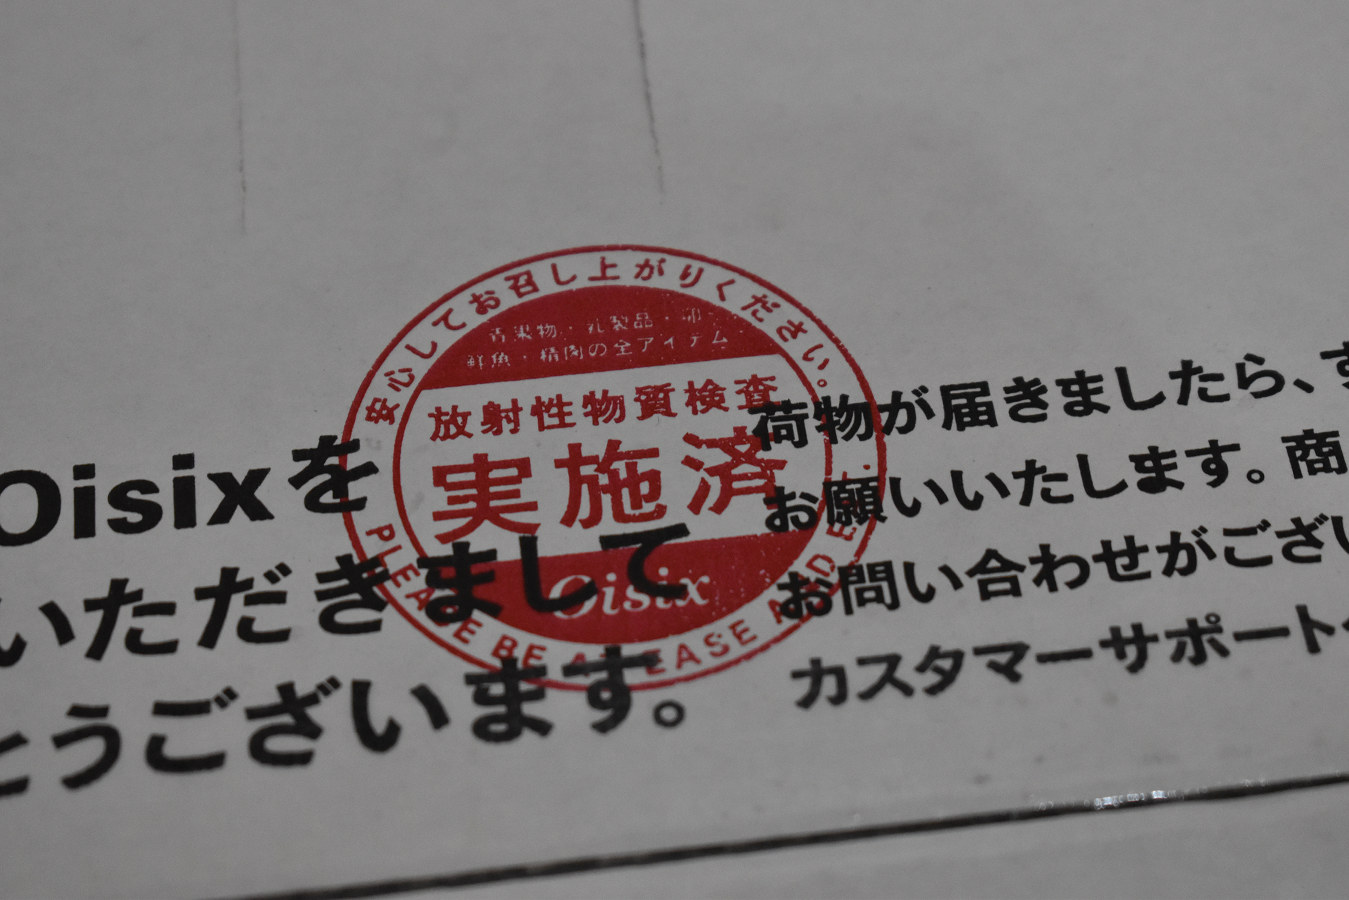 安心してお召し上がりください。
青果物・乳製品・卵・
鮮魚・精肉の全アイテム
放射性物質検査
実施済
Oisix
PLEASE BE AT EASE AND E
Oisixを
いただきまして
とうございます。
荷物が届きましたら、す
お願いいたします。商
お問い合わせがござい
カスタマーサポート